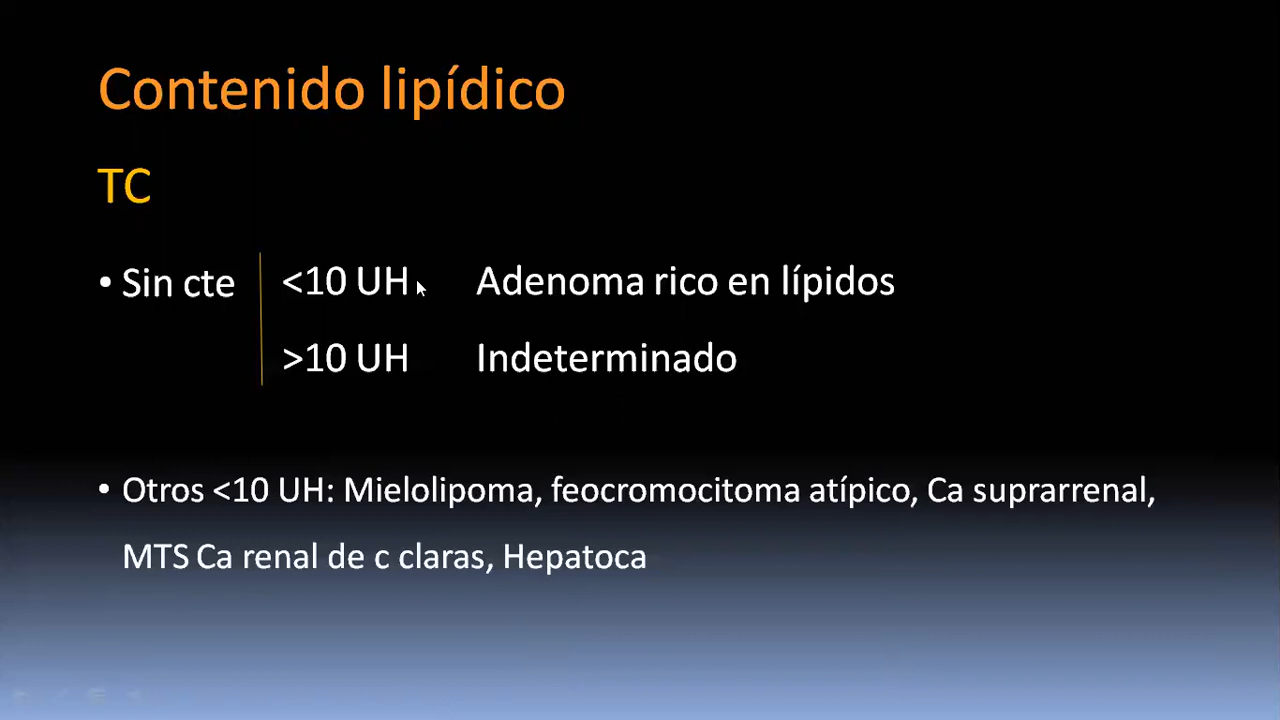 Contenido lipídico
TC
• Sin cte <10 UH Adenoma rico en lípidos
>10 UH Indeterminado
• Otros <10 UH: Mielolipoma, feocromocitoma atípico, Ca suprarrenal,
MTS Ca renal de c claras, Hepatoca